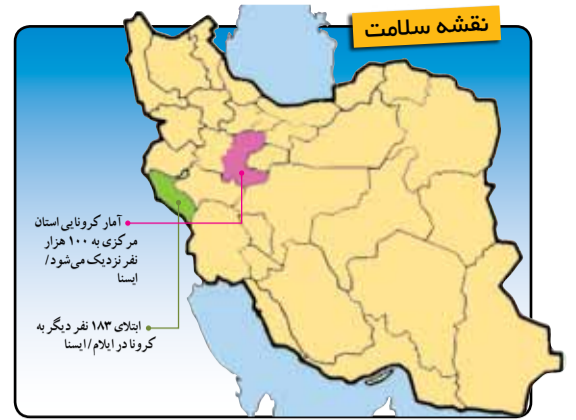 نقشه سلامت
آمار کرونایی استان
مرکزی به ۱۰۰ هزار
نفر نزدیک می‌شود/
ایسنا
ابتلای ۱۸۳ نفر دیگر به
کرونا در ایلام/ایسنا